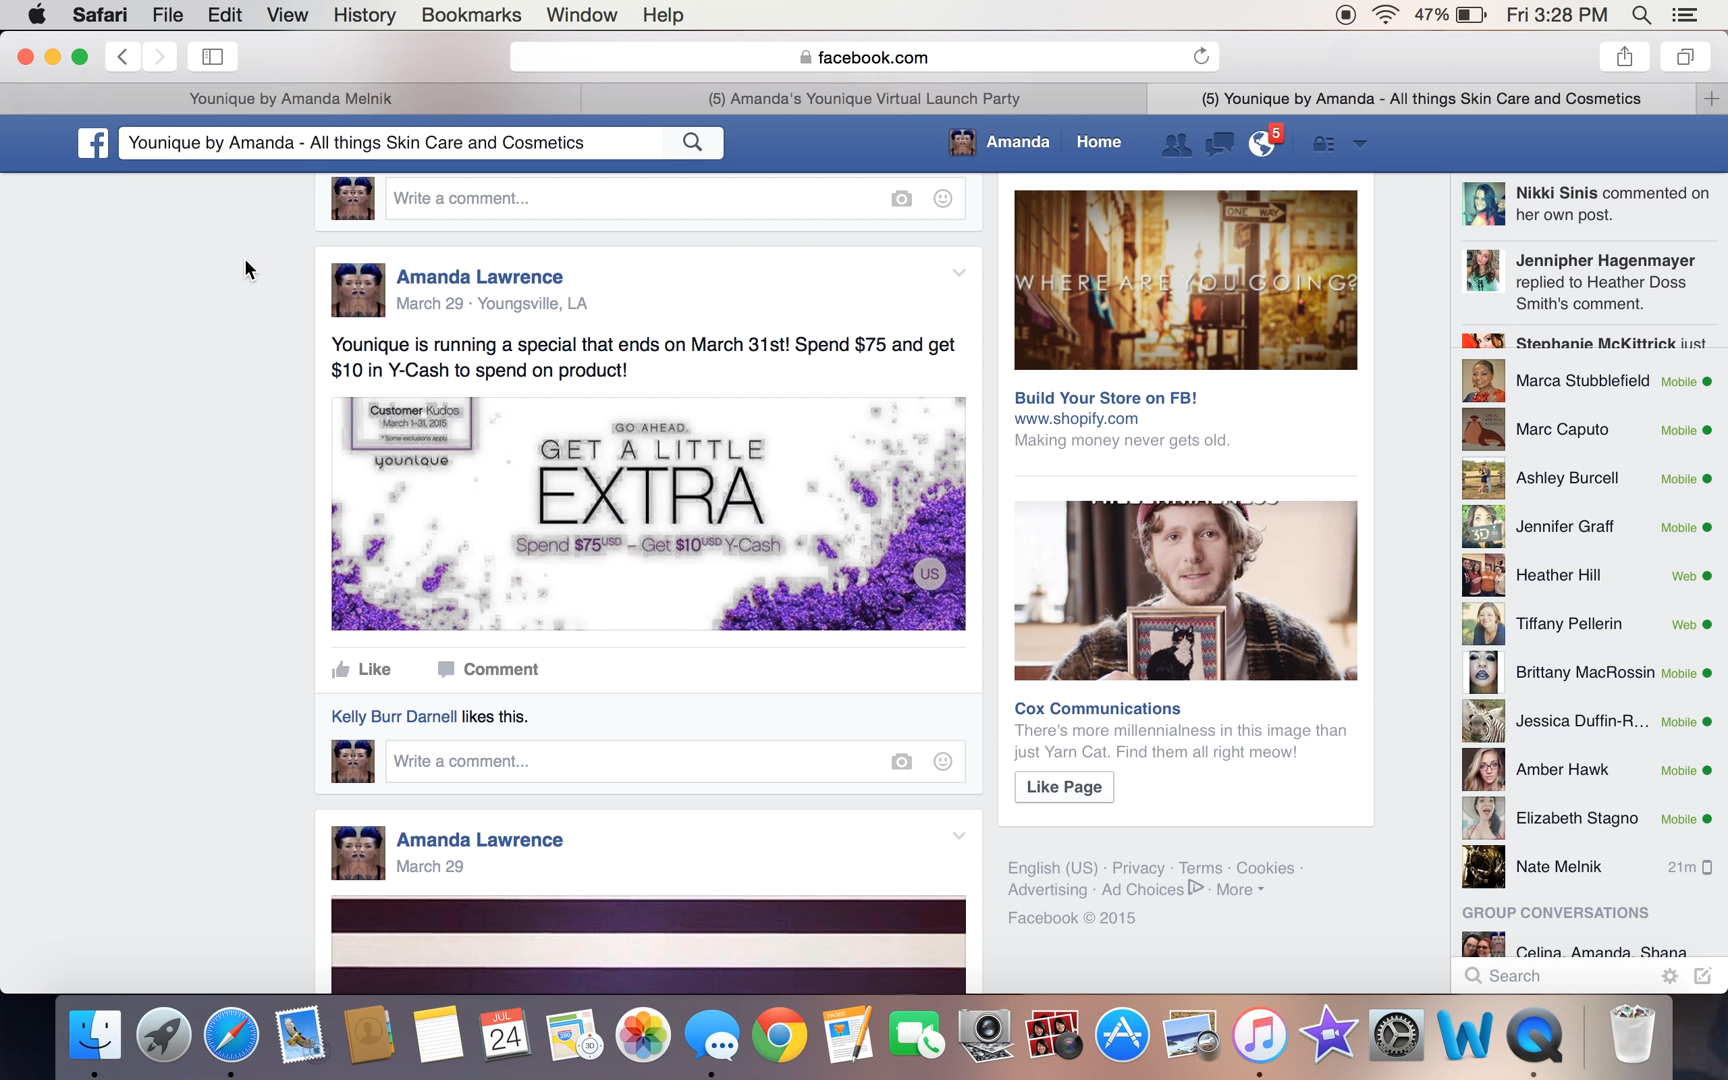 Safari File Edit View History Bookmarks Window Help 47% Fri 3:28 PM
facebook.com
Younique by Amanda Melnik
(5) Amanda's Younique Virtual Launch Party
(5) Younique by Amanda - All things Skin Care and Cosmetics
Younique by Amanda - All things Skin Care and Cosmetics
Amanda Home 5
Write a comment...
Amanda Lawrence
March 29 · Youngsville, LA
Younique is running a special that ends on March 31st! Spend $75 and get
$10 in Y-Cash to spend on product!
Customer Kudos
March 1-31, 2015
* Some exclusions apply
younique
GO AHEAD,
GET A LITTLE
EXTRA
Spend $75USD – Get $10USD Y-Cash
US
Like Comment
Kelly Burr Darnell likes this.
Write a comment...
Amanda Lawrence
March 29
ONE WAY
WHERE ARE YOU GOING?
Build Your Store on FB!
www.shopify.com
Making money never gets old.
Cox Communications
There's more millennialness in this image than
just Yarn Cat. Find them all right meow!
Like Page
English (US) · Privacy · Terms · Cookies ·
Advertising · Ad Choices · More
Facebook © 2015
Nikki Sinis commented on
her own post.
Jennipher Hagenmayer
replied to Heather Doss
Smith's comment.
Stephanie McKittrick just
Marca Stubblefield Mobile
Marc Caputo Mobile
Ashley Burcell Mobile
Jennifer Graff Mobile
Heather Hill Web
Tiffany Pellerin Web
Brittany MacRossin Mobile
Jessica Duffin-R... Mobile
Amber Hawk Mobile
Elizabeth Stagno Mobile
Nate Melnik 21m
GROUP CONVERSATIONS
Celina, Amanda, Shana
Search
JUL
24
3D
PAGES